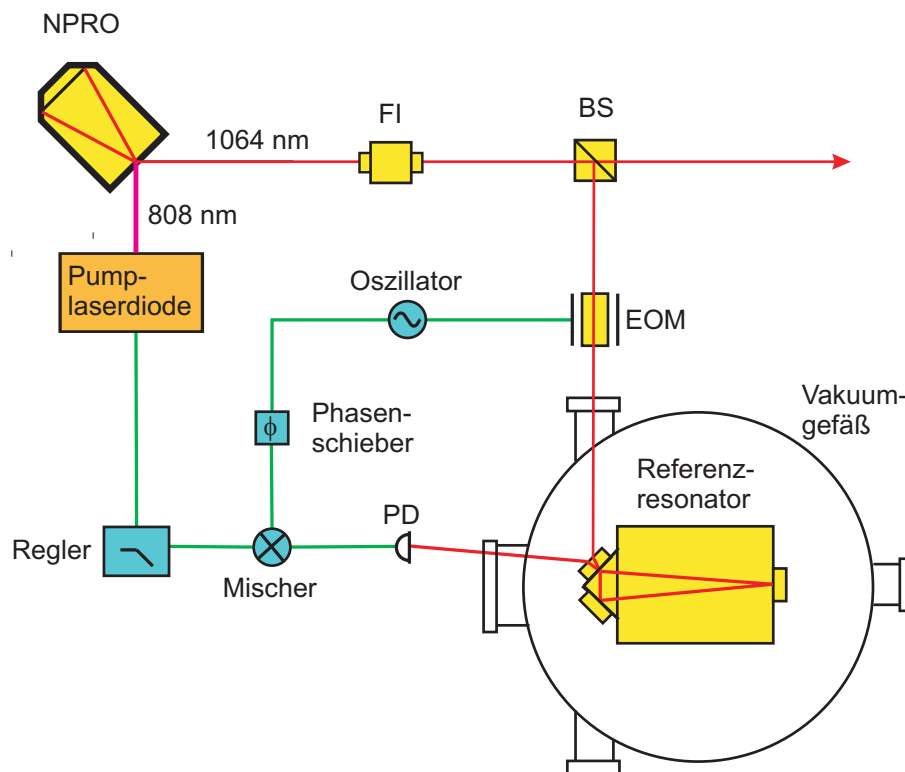 NPRO
FI
BS
1064 nm
808 nm
Pump-
laserdiode
Oszillator
EOM
Phasen-
schieber
ϕ
Vakuum-
gefäß
Referenz-
resonator
PD
Regler
Mischer